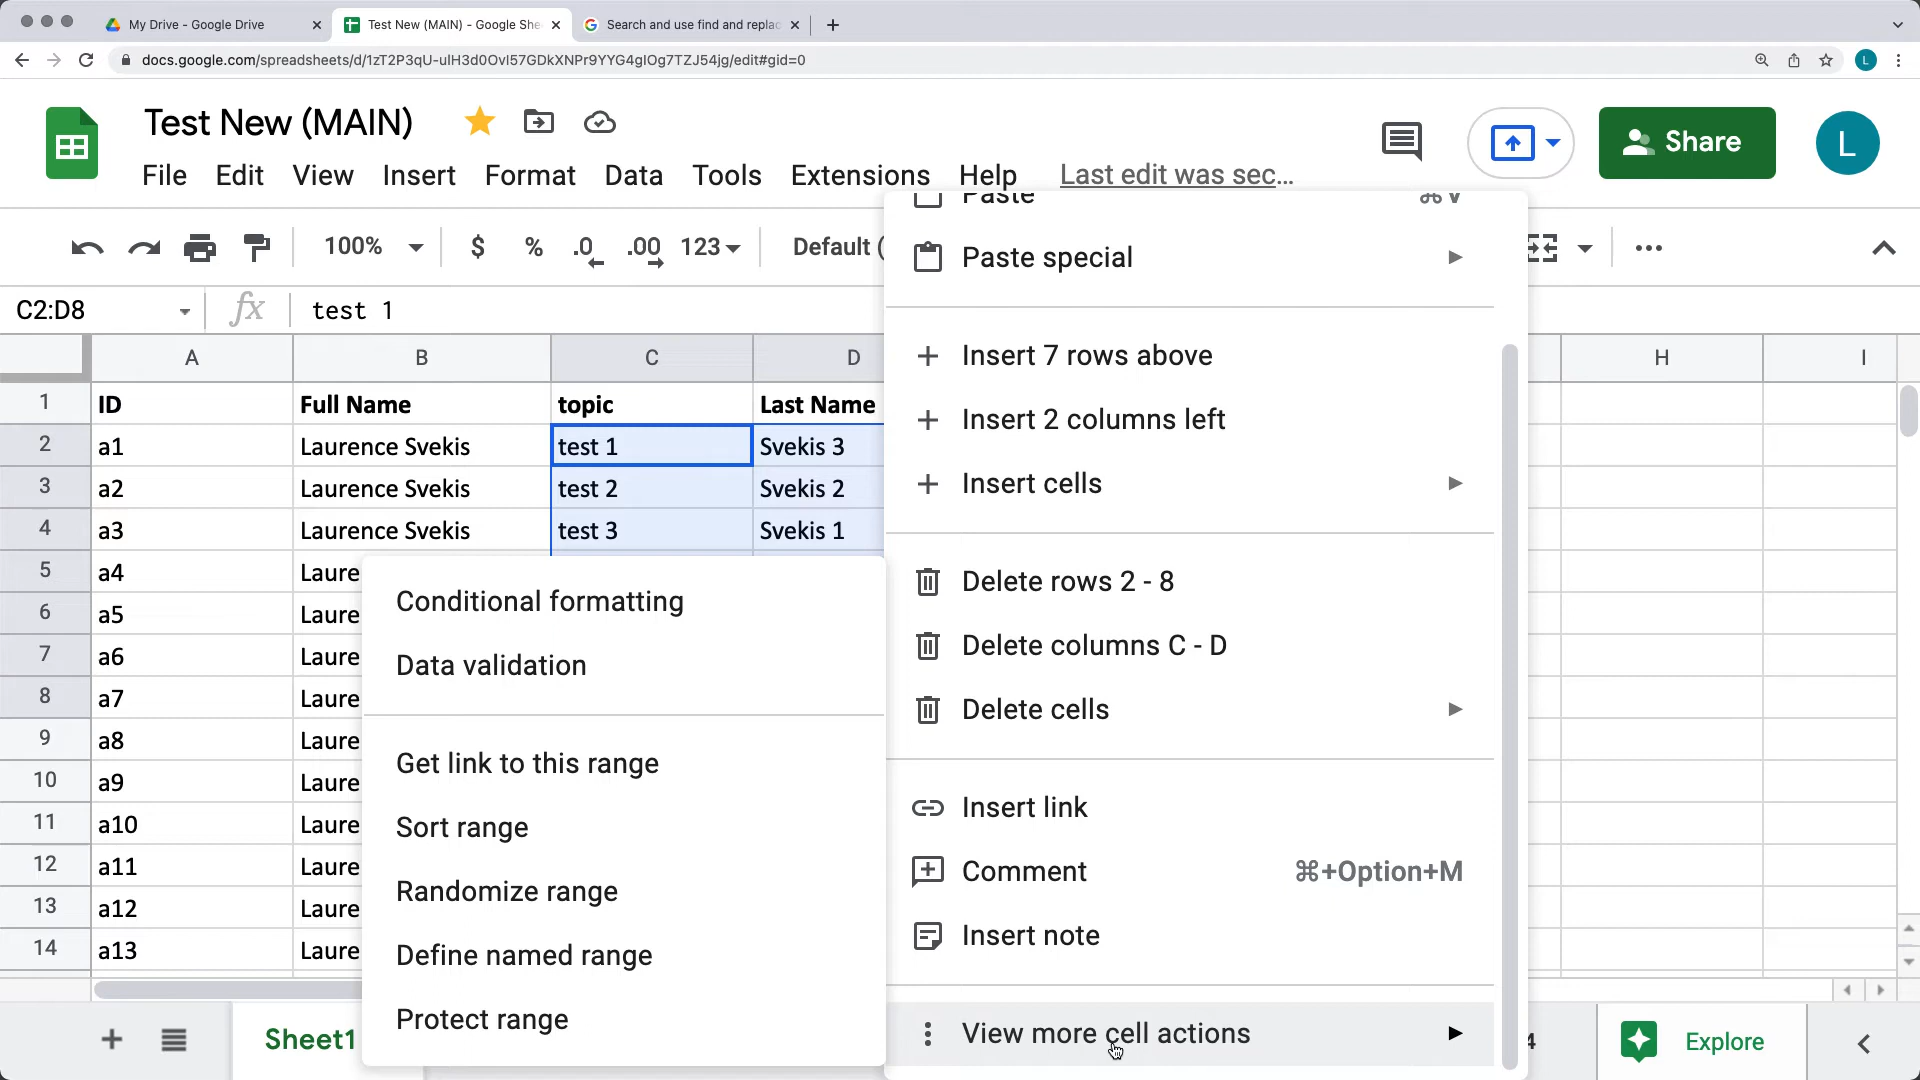 My Drive - Google Drive
Test New (MAIN) - Google She
Search and use find and repla
docs.google.com/spreadsheets/d/1zT2P3qU-uIH3d0OvI57GDkXNPr9YYG4gIOg7TZJ54jg/edit#gid=0
L
Test New (MAIN)
Share
L
File Edit View Insert Format Data Tools Extensions Help Last edit was sec...
100% $ % .0 .00 123 Default (
C2:D8 fx test 1
A B C D H I
1 ID Full Name topic Last Name
2 a1 Laurence Svekis test 1 Svekis 3
3 a2 Laurence Svekis test 2 Svekis 2
4 a3 Laurence Svekis test 3 Svekis 1
5 a4 Laure
6 a5 Laure
7 a6 Laure
8 a7 Laure
9 a8 Laure
10 a9 Laure
11 a10 Laure
12 a11 Laure
13 a12 Laure
14 a13 Laure
Conditional formatting
Data validation
Get link to this range
Sort range
Randomize range
Define named range
Protect range
Paste ⌘V
Paste special
Insert 7 rows above
Insert 2 columns left
Insert cells
Delete rows 2 - 8
Delete columns C - D
Delete cells
Insert link
Comment ⌘+Option+M
Insert note
View more cell actions
Sheet1
4
Explore